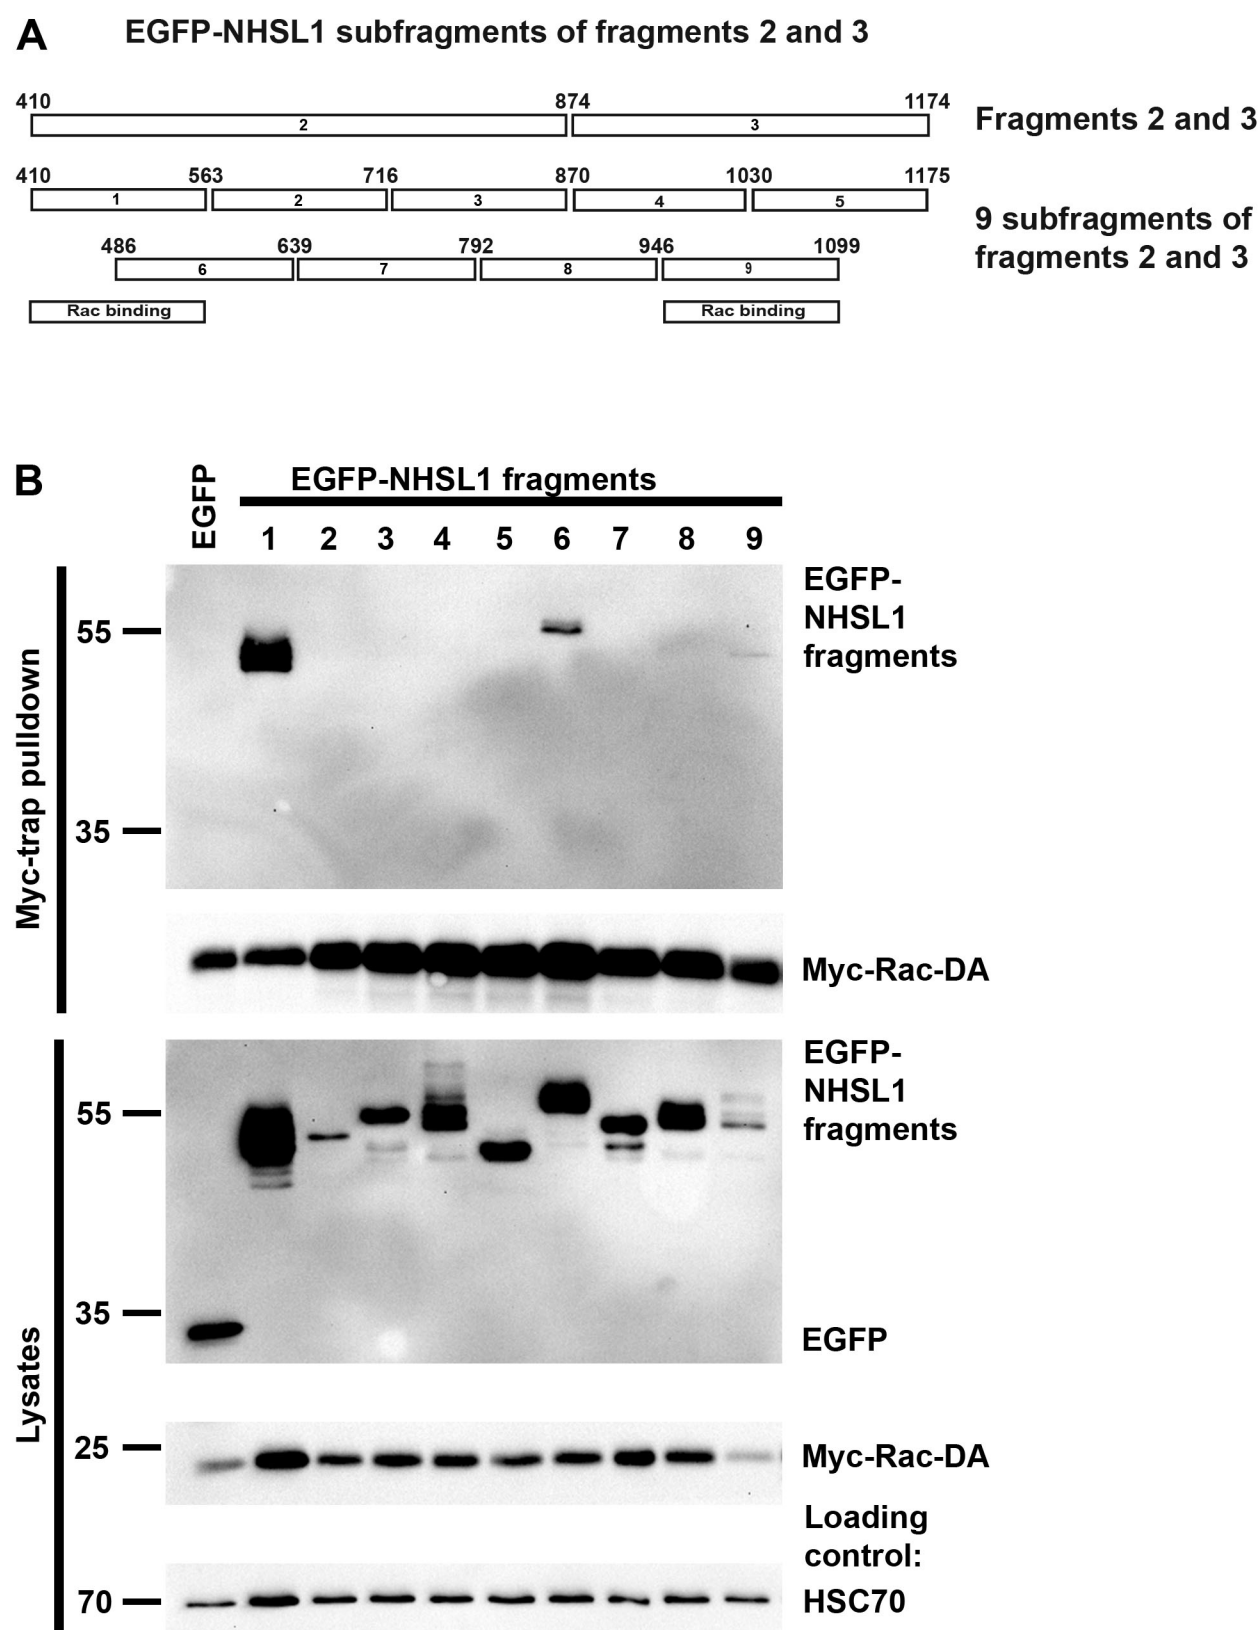 A EGFP-NHSL1 subfragments of fragments 2 and 3
410 874 1174
2 3
Fragments 2 and 3
410 563 716 870 1030 1175
1 2 3 4 5
9 subfragments of
fragments 2 and 3
486 639 792 946 1099
6 7 8 9
Rac binding Rac binding
B
EGFP
EGFP-NHSL1 fragments
1 2 3 4 5 6 7 8 9
Myc-trap pulldown
55
35
EGFP-
NHSL1
fragments
Myc-Rac-DA
Lysates
55
35
EGFP-
NHSL1
fragments
EGFP
25
Myc-Rac-DA
Loading
control:
70
HSC70